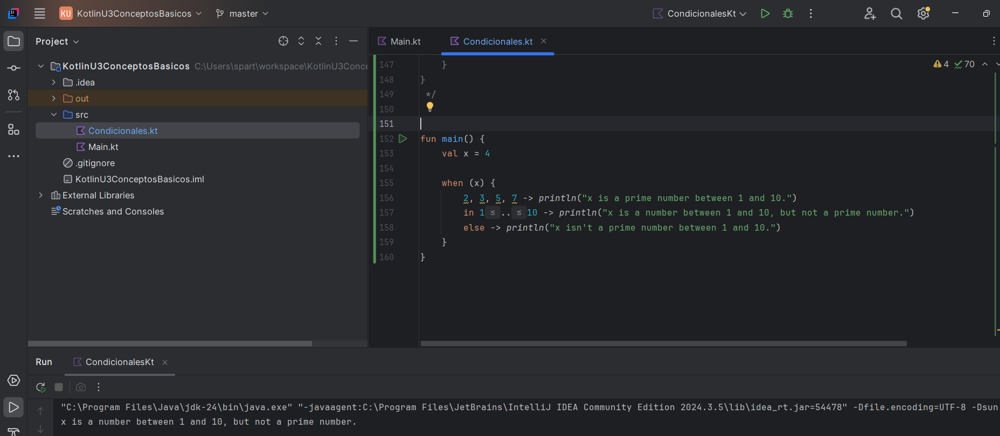 KU KotlinU3ConceptosBasicos master CondicionalesKt
Project
Main.kt Condicionales.kt
KotlinU3ConceptosBasicos C:\Users\spart\workspace\KotlinU3Conce
.idea
out
src
Condicionales.kt
Main.kt
.gitignore
KotlinU3ConceptosBasicos.iml
External Libraries
Scratches and Consoles
4 70
147 }
148 }
149 */
150
151
152 fun main() {
153 val x = 4
154
155 when (x) {
156 2, 3, 5, 7 -> println("x is a prime number between 1 and 10.")
157 in 1 ≤ .. ≤ 10 -> println("x is a number between 1 and 10, but not a prime number.")
158 else -> println("x isn't a prime number between 1 and 10.")
159 }
160 }
Run CondicionalesKt
"C:\Program Files\Java\jdk-24\bin\java.exe" "-javaagent:C:\Program Files\JetBrains\IntelliJ IDEA Community Edition 2024.3.5\lib\idea_rt.jar=54478" -Dfile.encoding=UTF-8 -Dsun
x is a number between 1 and 10, but not a prime number.